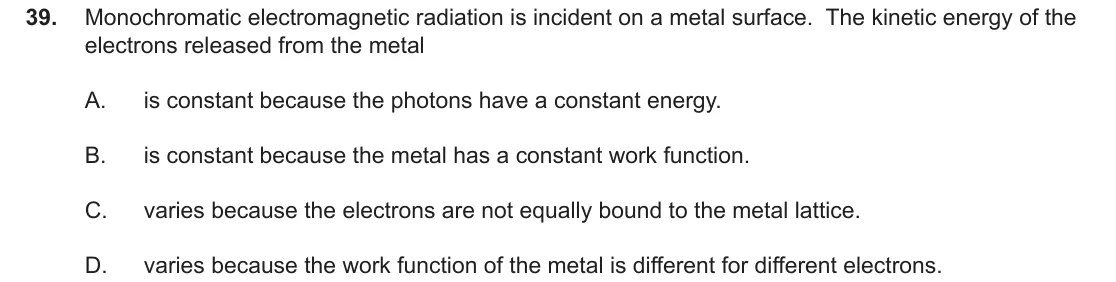 39. Monochromatic electromagnetic radiation is incident on a metal surface. The kinetic energy of the
electrons released from the metal
A. is constant because the photons have a constant energy.
B. is constant because the metal has a constant work function.
C. varies because the electrons are not equally bound to the metal lattice.
D. varies because the work function of the metal is different for different electrons.